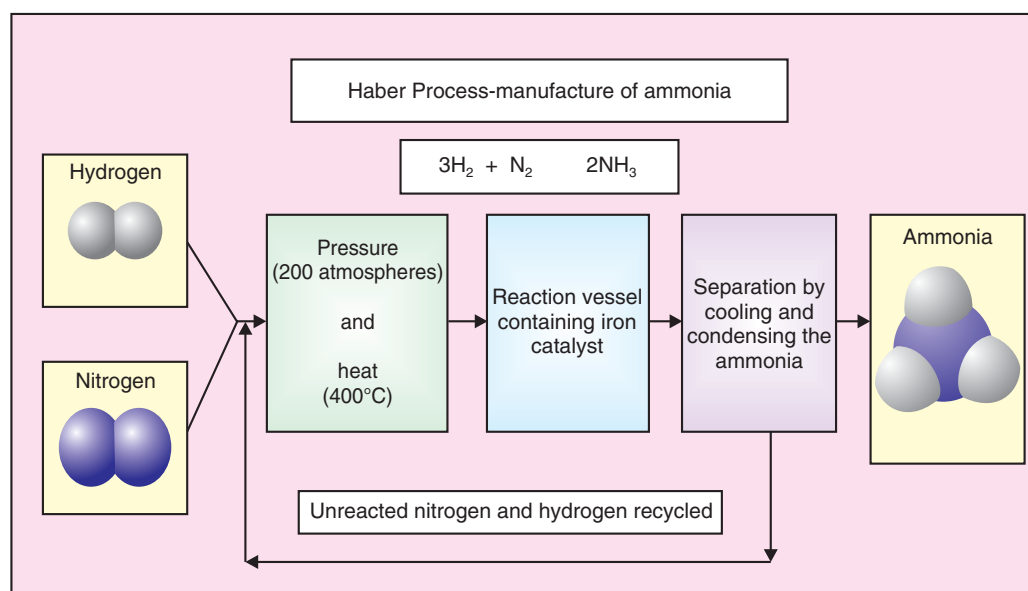 Haber Process-manufacture of ammonia
3H₂ + N₂ 2NH₃
Hydrogen
Nitrogen
Pressure
(200 atmospheres)
and
heat
(400°C)
Reaction vessel
containing iron
catalyst
Separation by
cooling and
condensing the
ammonia
Ammonia
Unreacted nitrogen and hydrogen recycled